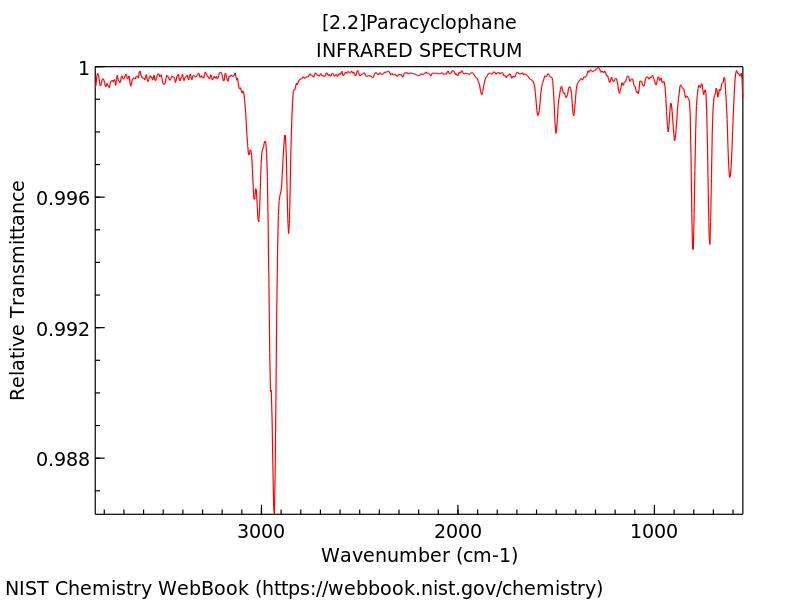 [2.2]Paracyclophane
INFRARED SPECTRUM
1
0.996
0.992
0.988
Relative Transmittance
3000 2000 1000
Wavenumber (cm-1)
NIST Chemistry WebBook (https://webbook.nist.gov/chemistry)